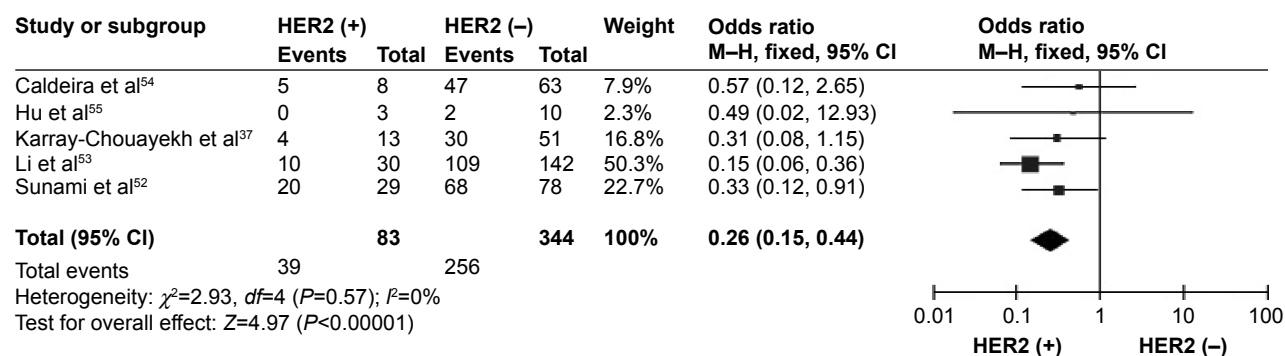 Study or subgroup HER2 (+) HER2 (–) Weight Odds ratio Odds ratio
Events Total Events Total M–H, fixed, 95% CI M–H, fixed, 95% CI
Caldeira et al⁵⁴ 5 8 47 63 7.9% 0.57 (0.12, 2.65)
Hu et al⁵⁵ 0 3 2 10 2.3% 0.49 (0.02, 12.93)
Karray-Chouayekh et al³⁷ 4 13 30 51 16.8% 0.31 (0.08, 1.15)
Li et al⁵³ 10 30 109 142 50.3% 0.15 (0.06, 0.36)
Sunami et al⁵² 20 29 68 78 22.7% 0.33 (0.12, 0.91)
Total (95% CI) 83 344 100% 0.26 (0.15, 0.44)
Total events 39 256
Heterogeneity: χ²=2.93, df=4 (P=0.57); I²=0%
Test for overall effect: Z=4.97 (P<0.00001)
0.01 0.1 1 10 100
HER2 (+) HER2 (–)